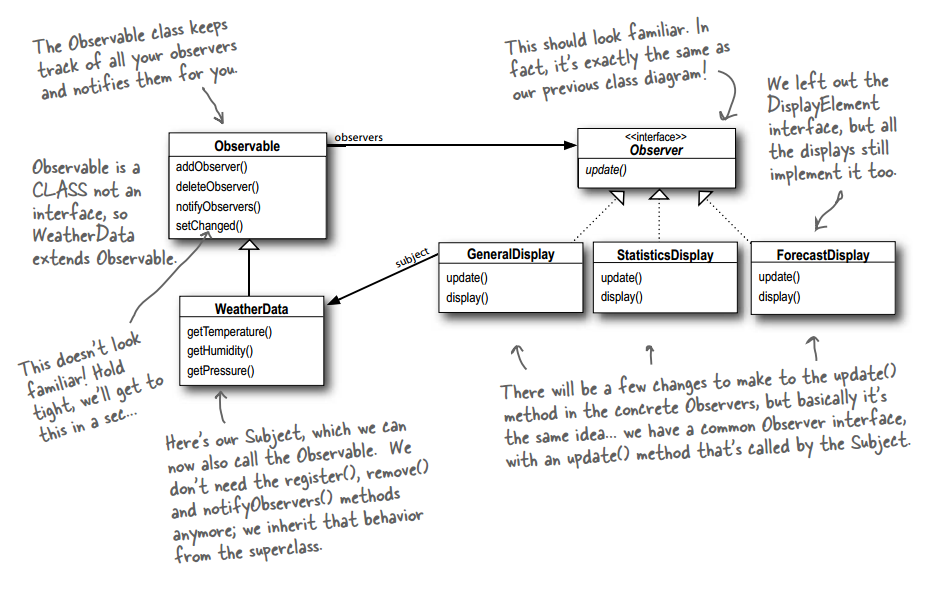 The Observable class keeps
track of all your observers
and notifies them for you.
This should look familiar. In
fact, it's exactly the same as
our previous class diagram!
We left out the
DisplayElement
interface, but all
the displays still
implement it too.
Observable is a
CLASS not an
interface, so
WeatherData
extends Observable.
Observable
addObserver()
deleteObserver()
notifyObservers()
setChanged()
observers
<<interface>>
Observer
update()
subject
GeneralDisplay
update()
display()
StatisticsDisplay
update()
display()
ForecastDisplay
update()
display()
WeatherData
getTemperature()
getHumidity()
getPressure()
This doesn't look
familiar! Hold
tight, we'll get to
this in a sec...
Here's our Subject, which we can
now also call the Observable. We
don't need the register(), remove()
and notifyObservers() methods
anymore; we inherit that behavior
from the superclass.
There will be a few changes to make to the update()
method in the concrete Observers, but basically it's
the same idea... we have a common Observer interface,
with an update() method that's called by the Subject.